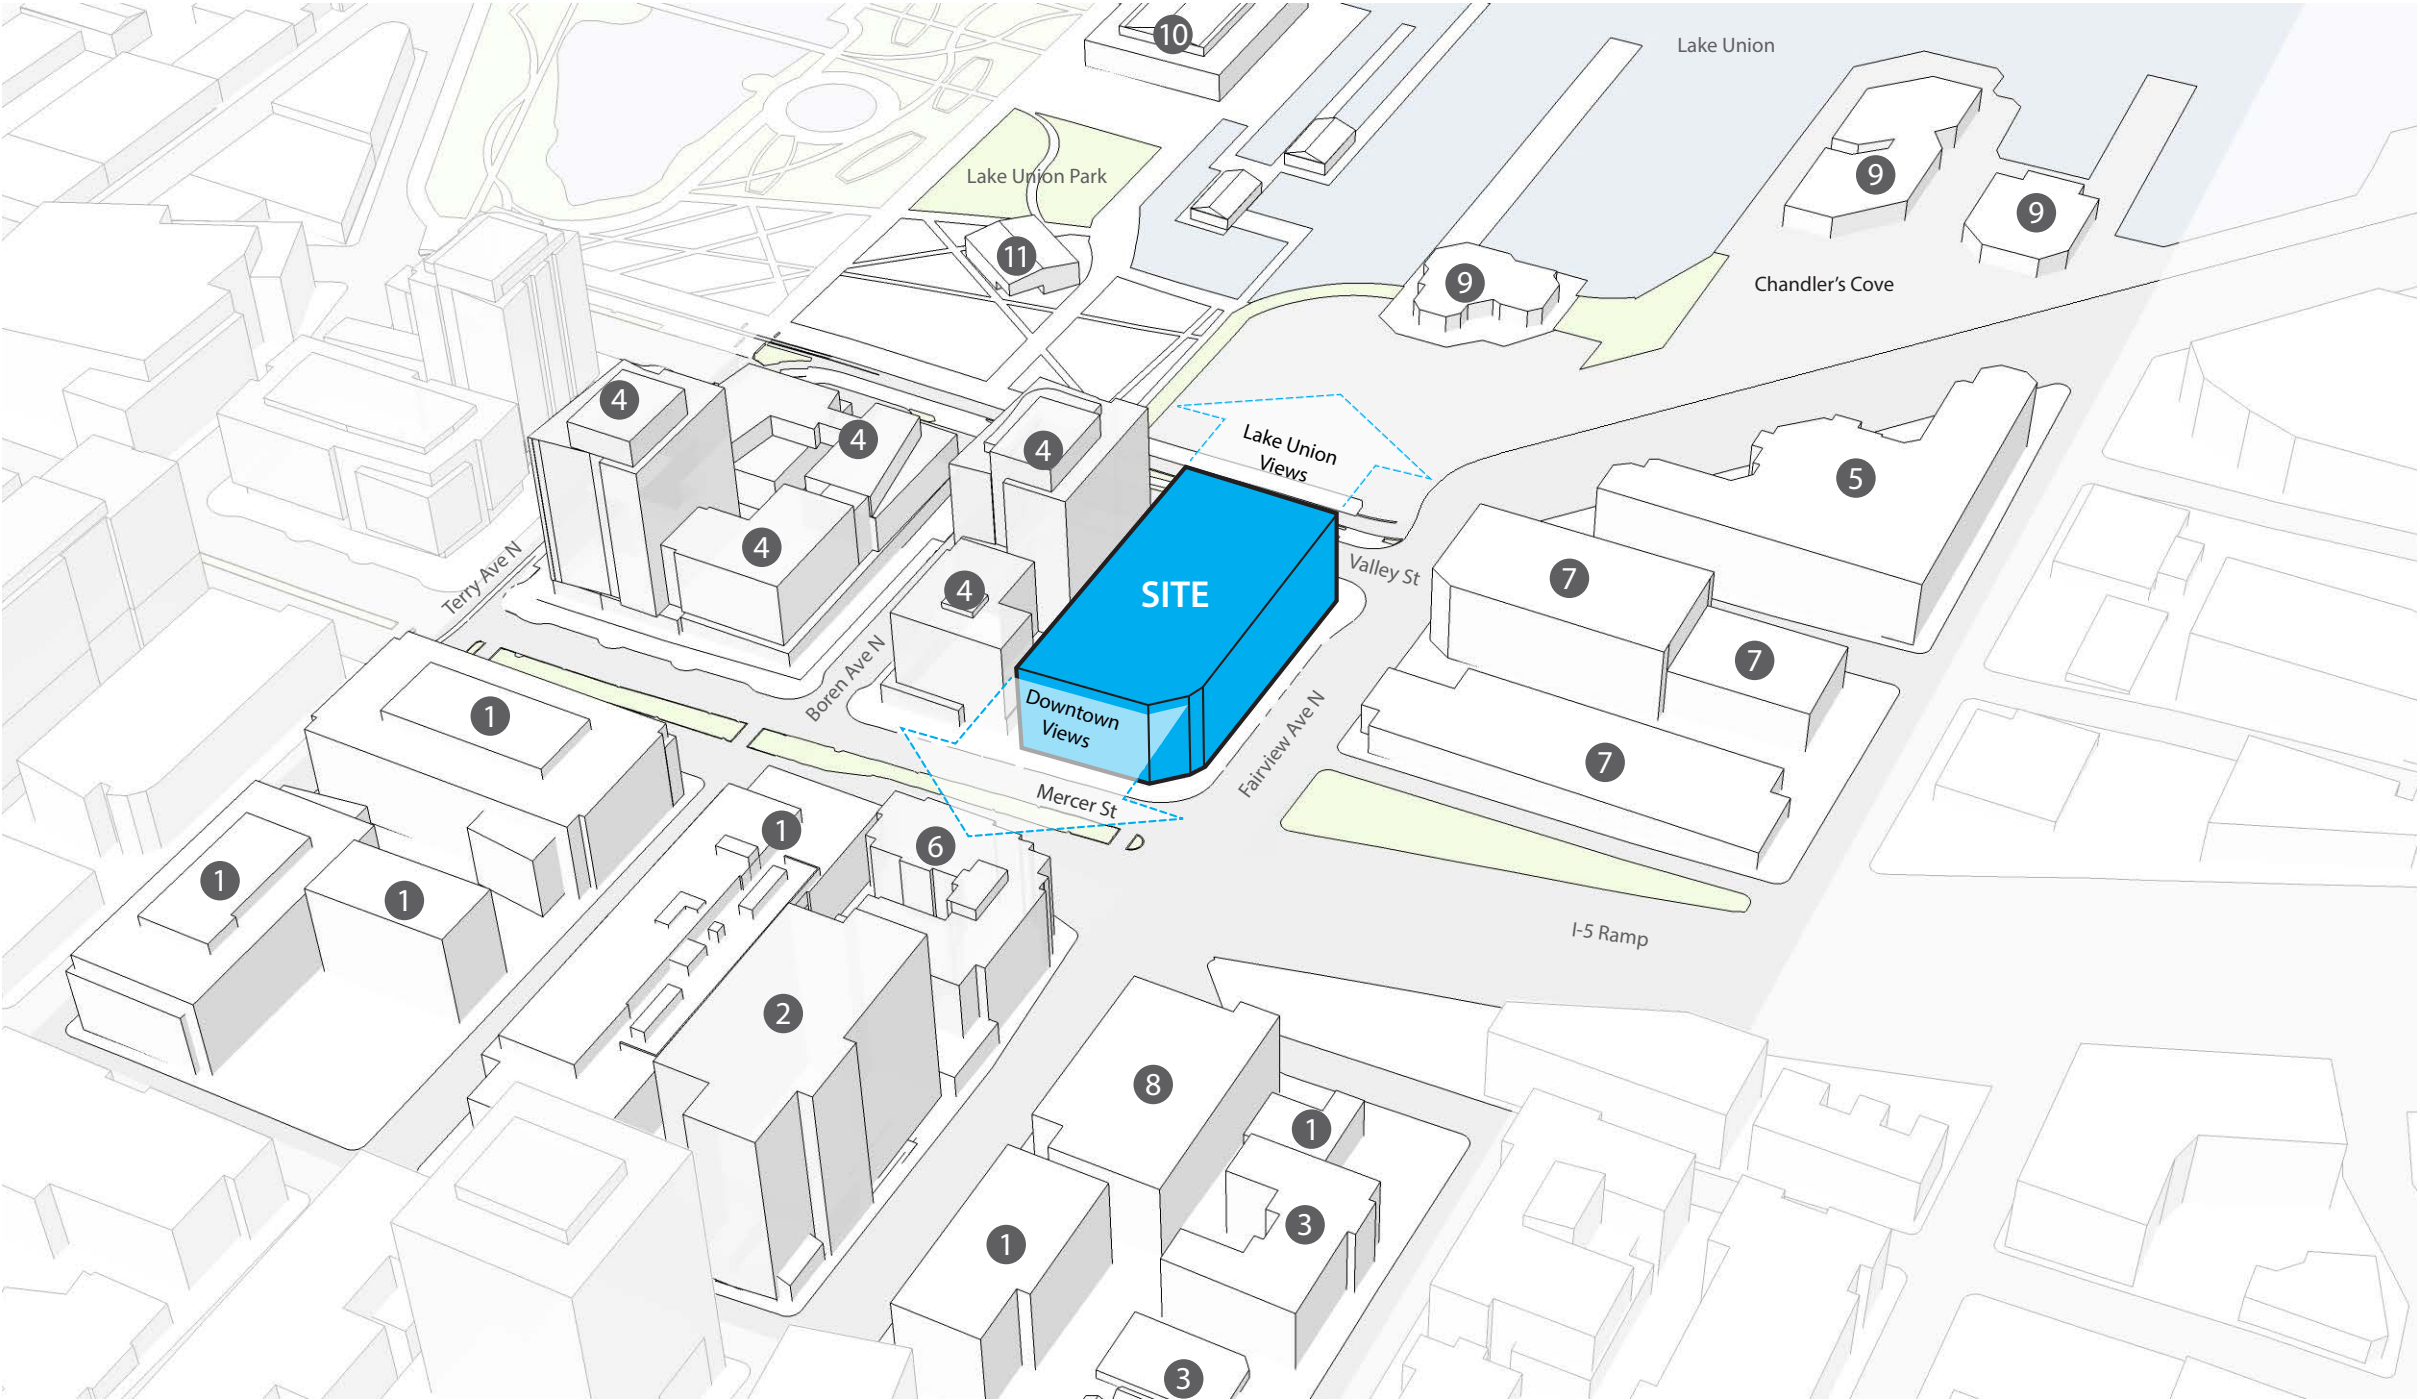 10
Lake Union
Lake Union Park
9
9
11
9
Chandler's Cove
4
4
4
Lake Union
Views
5
4
4
SITE
Valley St
7
Terry Ave N
7
Boren Ave N
Downtown
Views
Fairview Ave N
1
7
Mercer St
1
6
1
1
I-5 Ramp
2
8
1
3
1
3